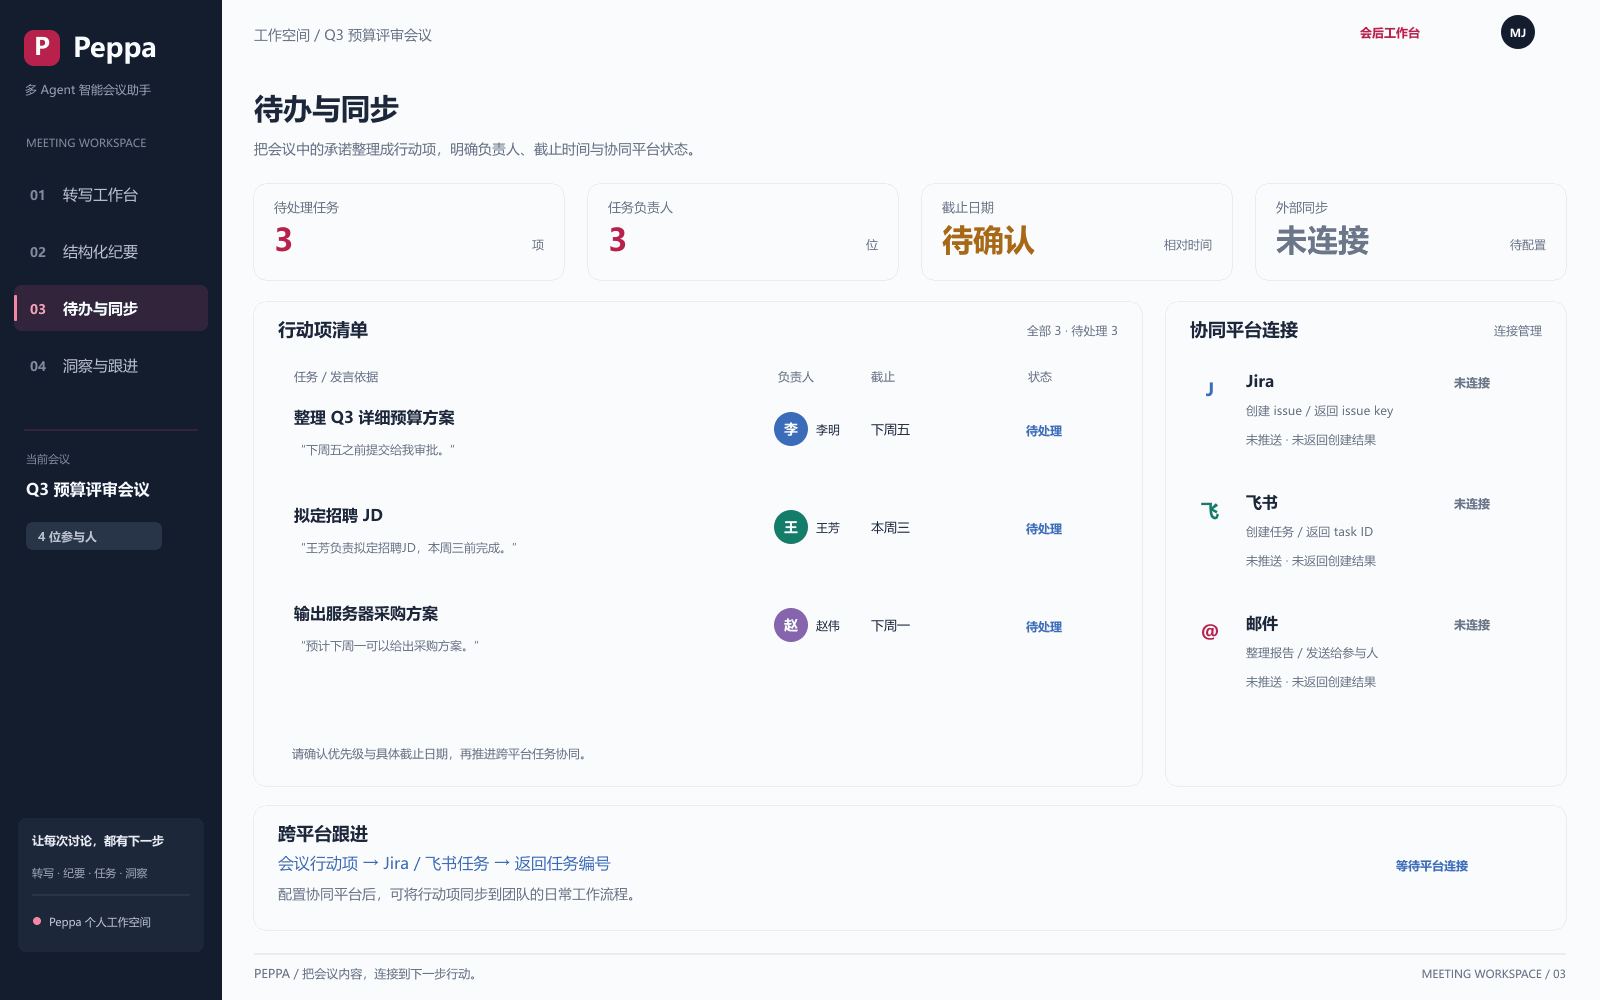 P Peppa
多 Agent 智能会议助手
MEETING WORKSPACE
01 转写工作台
02 结构化纪要
03 待办与同步
04 洞察与跟进
当前会议
Q3 预算评审会议
4 位参与人
让每次讨论，都有下一步
转写 · 纪要 · 任务 · 洞察
Peppa 个人工作空间
工作空间 / Q3 预算评审会议
会后工作台
MJ
待办与同步
把会议中的承诺整理成行动项，明确负责人、截止时间与协同平台状态。
待处理任务
3 项
任务负责人
3 位
截止日期
待确认 相对时间
外部同步
未连接 待配置
行动项清单
全部 3 · 待处理 3
任务 / 发言依据 负责人 截止 状态
整理 Q3 详细预算方案
李 李明 下周五 待处理
"下周五之前提交给我审批。"
拟定招聘 JD
王 王芳 本周三 待处理
"王芳负责拟定招聘JD，本周三前完成。"
输出服务器采购方案
赵 赵伟 下周一 待处理
"预计下周一可以给出采购方案。"
请确认优先级与具体截止日期，再推进跨平台任务协同。
协同平台连接
连接管理
J Jira 未连接
创建 issue / 返回 issue key
未推送 · 未返回创建结果
飞 飞书 未连接
创建任务 / 返回 task ID
未推送 · 未返回创建结果
@ 邮件 未连接
整理报告 / 发送给参与人
未推送 · 未返回创建结果
跨平台跟进
会议行动项 → Jira / 飞书任务 → 返回任务编号
等待平台连接
配置协同平台后，可将行动项同步到团队的日常工作流程。
PEPPA / 把会议内容，连接到下一步行动。
MEETING WORKSPACE / 03